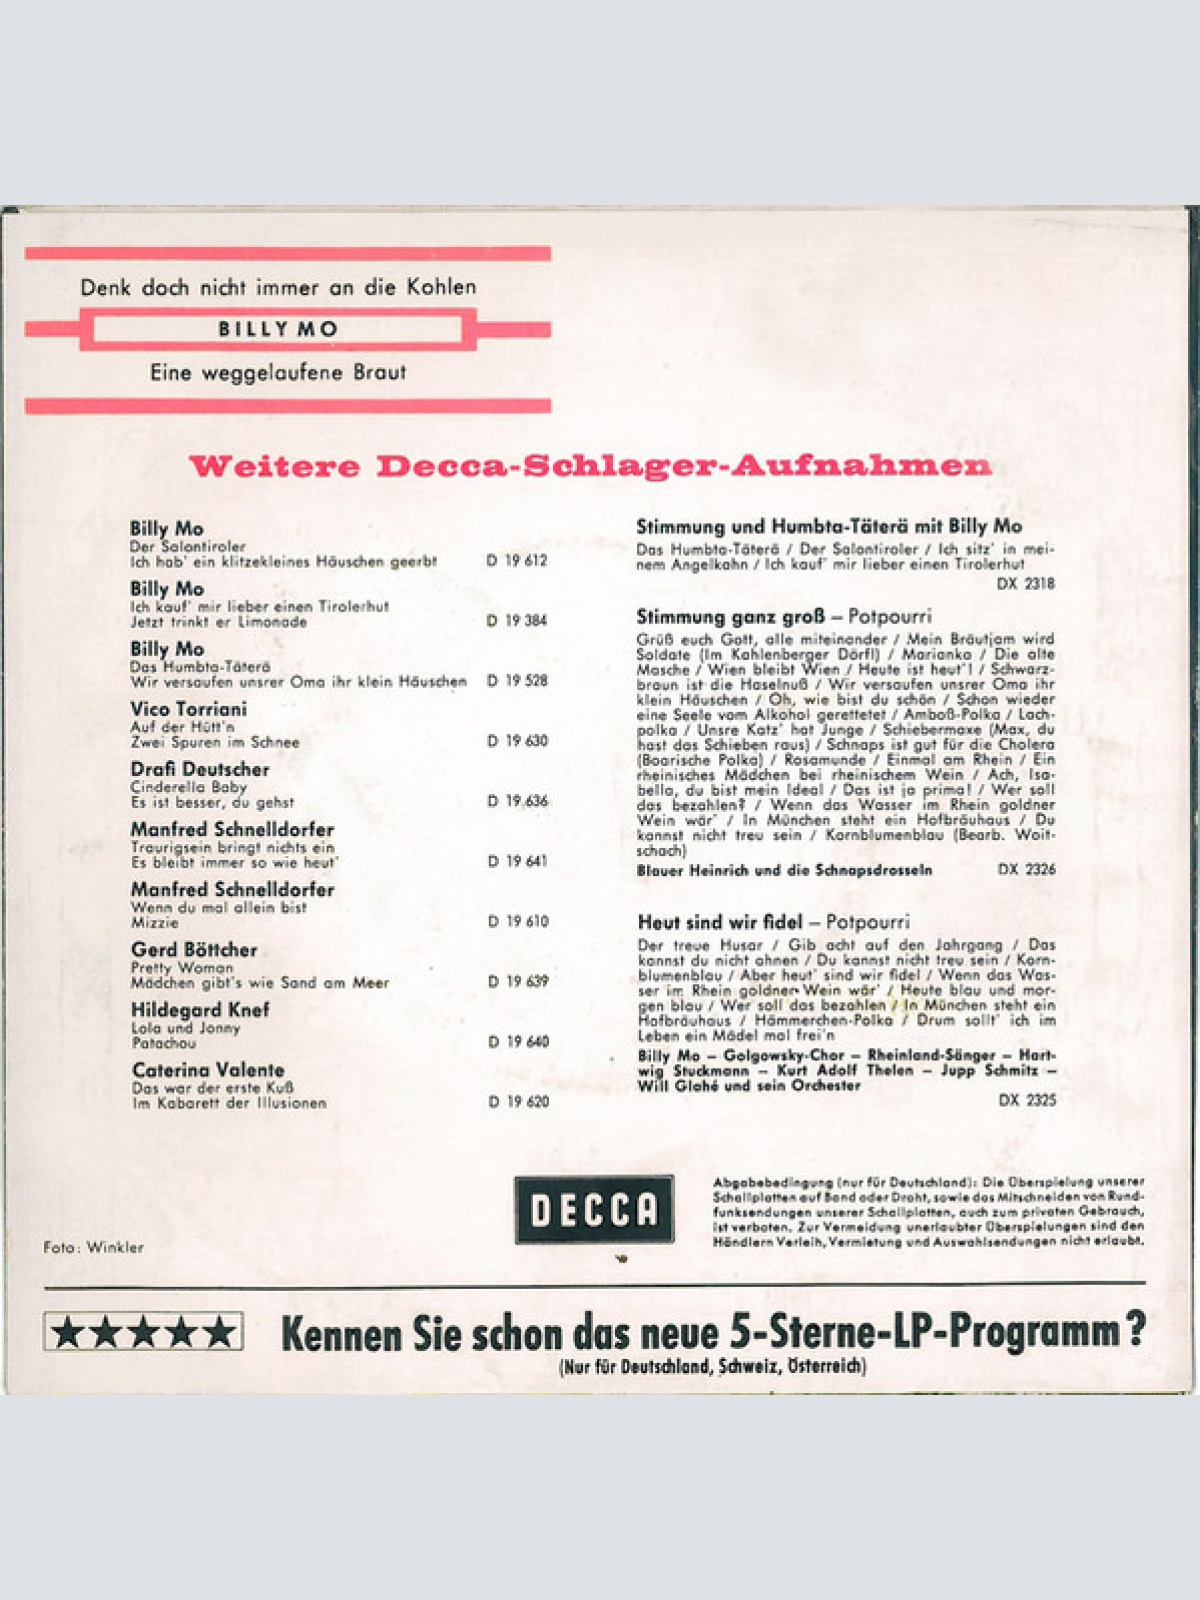 Denk doch nicht immer an die Kohlen
BILLY MO
Eine weggelaufene Braut
Weitere Decca-Schlager-Aufnahmen
Billy Mo
Der Salontiroler
Ich hab' ein klitzekleines Häuschen geerbt D 19 612
Billy Mo
Ich kauf' mir lieber einen Tirolerhut
Jetzt trinkt er Limonade D 19 384
Billy Mo
Das Humbta-Täterä
Wir versaufen unsrer Oma ihr klein Häuschen D 19 528
Vico Torriani
Auf der Hütt'n
Zwei Spuren im Schnee D 19 630
Drafi Deutscher
Cinderella Baby
Es ist besser, du gehst D 19 636
Manfred Schnelldorfer
Traurigsein bringt nichts ein
Es bleibt immer so wie heut' D 19 641
Manfred Schnelldorfer
Wenn du mal allein bist
Mizzie D 19 610
Gerd Böttcher
Pretty Woman
Mädchen gibt's wie Sand am Meer D 19 639
Hildegard Knef
Lola und Jonny
Patachou D 19 640
Caterina Valente
Das war der erste Kuß
Im Kabarett der Illusionen D 19 620
Stimmung und Humbta-Täterä mit Billy Mo
Das Humbta-Täterä / Der Salontiroler / Ich sitz' in mei-
nem Angelkahn / Ich kauf' mir lieber einen Tirolerhut
DX 2318
Stimmung ganz groß – Potpourri
Grüß euch Gott, alle miteinander / Mein Bräutjam wird
Soldate (Im Kahlenberger Dörfl) / Marianka / Die alte
Masche / Wien bleibt Wien / Heute ist heut'! / Schwarz-
braun ist die Haselnuß / Wir versaufen unsrer Oma ihr
klein Häuschen / Oh, wie bist du schön / Schon wieder
eine Seele vom Alkohol gerettetet / Amboß-Polka / Lach-
polka / Unsre Katz' hat Junge / Schiebermaxe (Max, du
hast das Schieben raus) / Schnaps ist gut für die Cholera
(Boarische Polka) / Rosamunde / Einmal am Rhein / Ein
rheinisches Mädchen bei rheinischem Wein / Ach, Isa-
bella, du bist mein Ideal / Das ist ja prima! / Wer soll
das bezahlen? / Wenn das Wasser im Rhein goldner
Wein wär' / In München steht ein Hofbräuhaus / Du
kannst nicht treu sein / Kornblumenblau (Bearb. Woit-
schach)
Blauer Heinrich und die Schnapsdrosseln DX 2326
Heut sind wir fidel – Potpourri
Der treue Husar / Gib acht auf den Jahrgang / Das
kannst du nicht ahnen / Du kannst nicht treu sein / Korn-
blumenblau / Aber heut' sind wir fidel / Wenn das Was-
ser im Rhein goldner Wein wär' / Heute blau und mor-
gen blau / Wer soll das bezahlen / In München steht ein
Hofbräuhaus / Hämmerchen-Polka / Drum sollt' ich im
Leben ein Mädel mal frei'n
Billy Mo – Golgowsky-Chor – Rheinland-Sänger – Hart-
wig Stuckmann – Kurt Adolf Thelen – Jupp Schmitz –
Will Glahé und sein Orchester
DX 2325
DECCA
Abgabebedingung (nur für Deutschland): Die Überspielung unserer
Schallplatten auf Band oder Draht, sowie das Mitschneiden von Rund-
funksendungen unserer Schallplatten, auch zum privaten Gebrauch,
ist verboten. Zur Vermeidung unerlaubter Überspielungen sind den
Händlern Verleih, Vermietung und Auswahlsendungen nicht erlaubt.
Foto: Winkler
Kennen Sie schon das neue 5-Sterne-LP-Programm?
(Nur für Deutschland, Schweiz, Österreich)